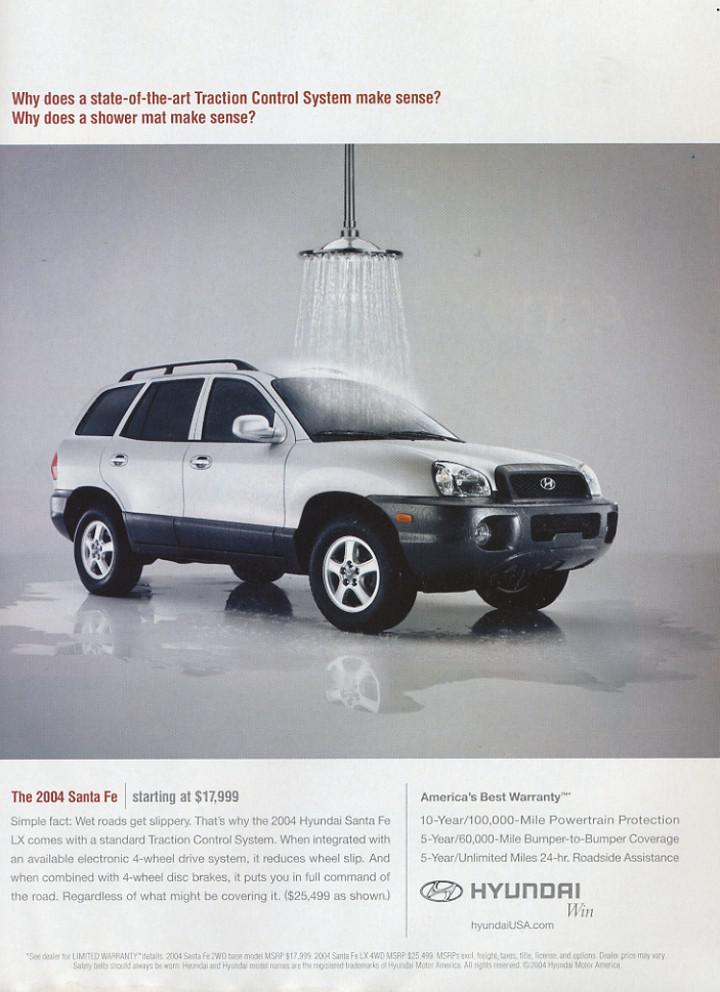 Why does a state-of-the-art Traction Control System make sense?
Why does a shower mat make sense?
The 2004 Santa Fe | starting at $17,999
Simple fact: Wet roads get slippery. That's why the 2004 Hyundai Santa Fe
LX comes with a standard Traction Control System. When integrated with
an available electronic 4-wheel drive system, it reduces wheel slip. And
when combined with 4-wheel disc brakes, it puts you in full command of
the road. Regardless of what might be covering it. ($25,499 as shown.)
America's Best Warranty™*
10-Year/100,000-Mile Powertrain Protection
5-Year/60,000-Mile Bumper-to-Bumper Coverage
5-Year/Unlimited Miles 24-hr. Roadside Assistance
HYUNDAI
Win
hyundaiUSA.com
*See dealer for LIMITED WARRANTY details. 2004 Santa Fe 2WD base model MSRP $17,999. 2004 Santa Fe LX 4WD MSRP $25,499. MSRPs excl. freight, taxes, title, license, and options. Dealer price may vary.
Safety belts should always be worn. Hyundai and Hyundai model names are the registered trademarks of Hyundai Motor America. All rights reserved. ©2004 Hyundai Motor America.